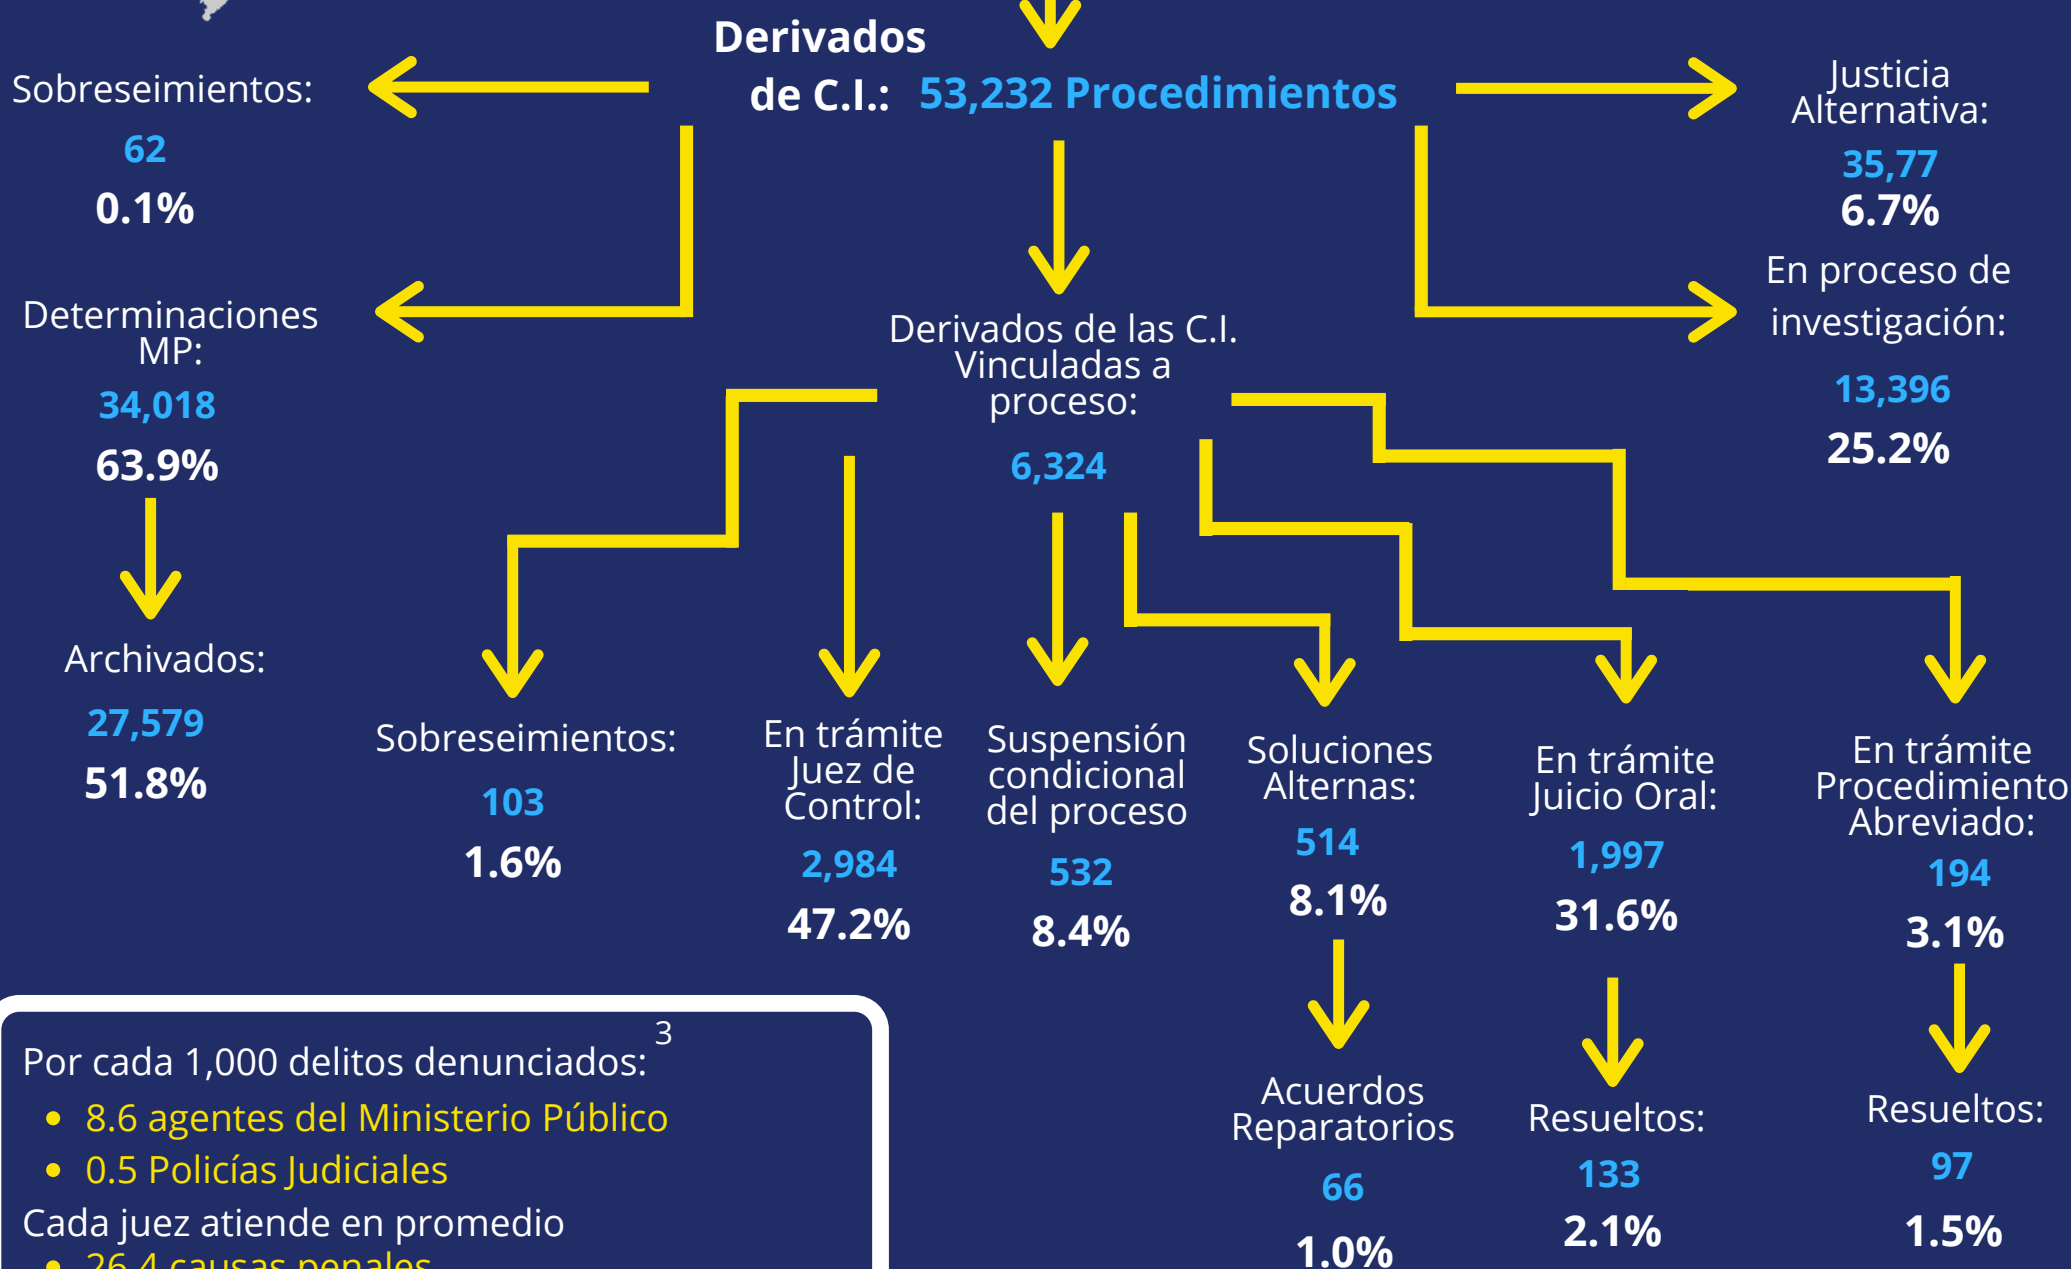 Derivados
de C.I.: 53,232 Procedimientos
Sobreseimientos:
62
0.1%
Justicia
Alternativa:
35,77
6.7%
Determinaciones
MP:
34,018
63.9%
En proceso de
investigación:
13,396
25.2%
Derivados de las C.I.
Vinculadas a
proceso:
6,324
Archivados:
27,579
51.8%
Sobreseimientos:
103
1.6%
En trámite
Juez de
Control:
2,984
47.2%
Suspensión
condicional
del proceso
532
8.4%
Soluciones
Alternas:
514
8.1%
En trámite
Juicio Oral:
1,997
31.6%
En trámite
Procedimiento
Abreviado:
194
3.1%
Acuerdos
Reparatorios
66
1.0%
Resueltos:
133
2.1%
Resueltos:
97
1.5%
Por cada 1,000 delitos denunciados: 3
• 8.6 agentes del Ministerio Público
• 0.5 Policías Judiciales
Cada juez atiende en promedio
• 26.4 causas penales